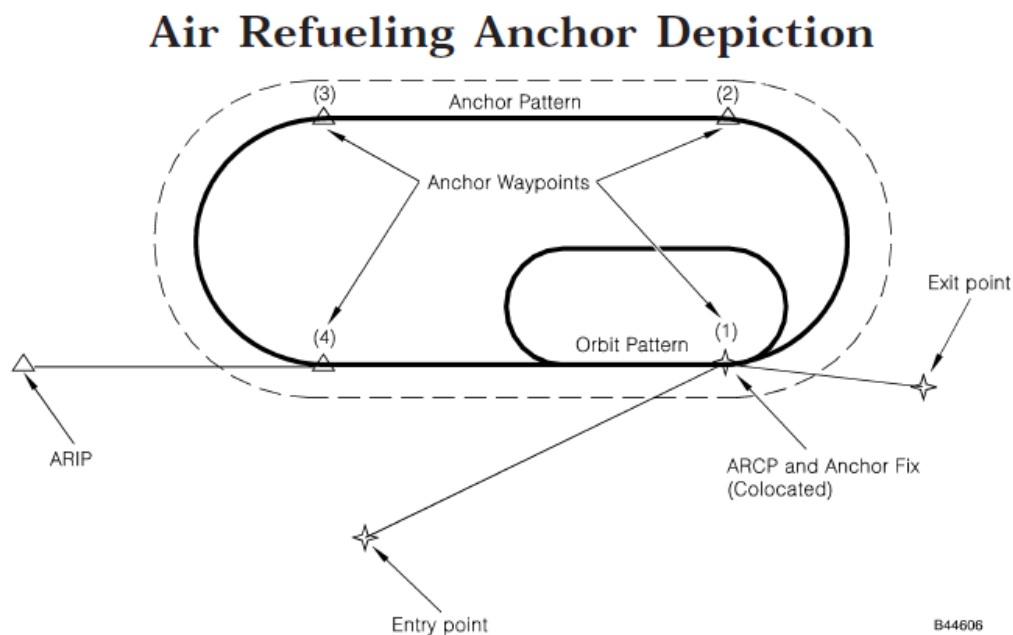 Air Refueling Anchor Depiction
(3)
Anchor Pattern
(2)
Anchor Waypoints
Exit point
(4)
Orbit Pattern
(1)
ARIP
ARCP and Anchor Fix
(Colocated)
Entry point
B44606